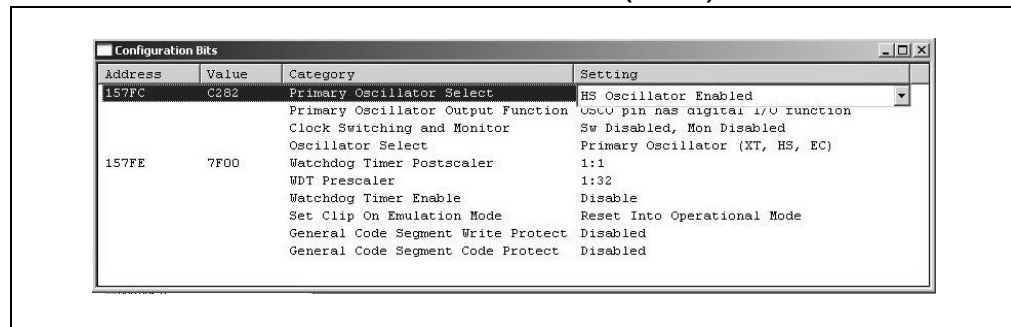 Configuration Bits
Address Value Category Setting
157FC C282 Primary Oscillator Select HS Oscillator Enabled
Primary Oscillator Output Function OSCO pin has digital I/O function
Clock Switching and Monitor Sw Disabled, Mon Disabled
Oscillator Select Primary Oscillator (XT, HS, EC)
157FE 7F00 Watchdog Timer Postscaler 1:1
WDT Prescaler 1:32
Watchdog Timer Enable Disable
Set Clip On Emulation Mode Reset Into Operational Mode
General Code Segment Write Protect Disabled
General Code Segment Code Protect Disabled